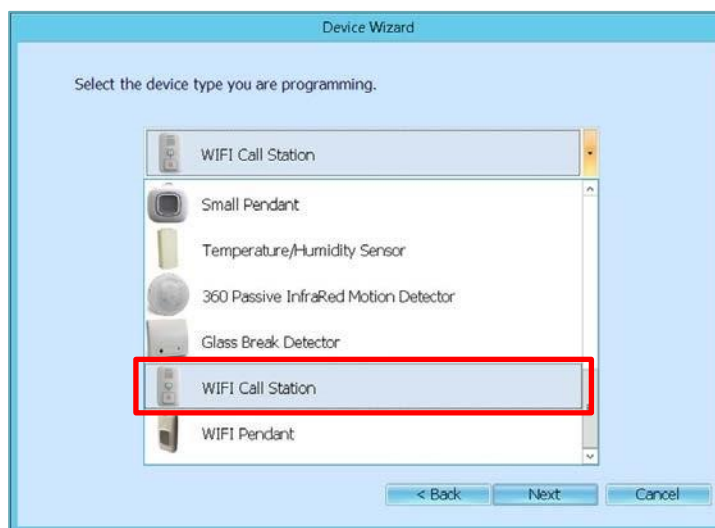 Device Wizard
Select the device type you are programming.
WIFI Call Station
Small Pendant
Temperature/Humidity Sensor
360 Passive InfraRed Motion Detector
Glass Break Detector
WIFI Call Station
WIFI Pendant
< Back Next Cancel